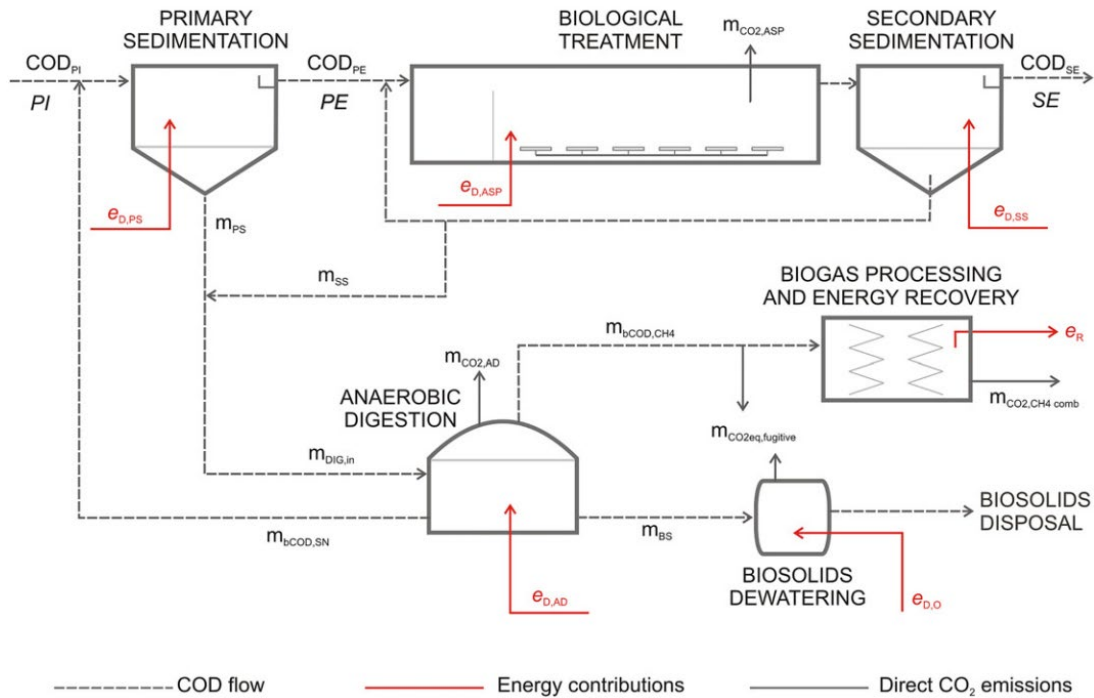 PRIMARY
SEDIMENTATION
BIOLOGICAL
TREATMENT
m_CO2,ASP
SECONDARY
SEDIMENTATION
COD_PI
COD_PE
COD_SE
PI
PE
SE
e_D,PS
e_D,ASP
e_D,SS
m_PS
m_SS
BIOGAS PROCESSING
AND ENERGY RECOVERY
m_bCOD,CH4
e_R
m_CO2,AD
m_CO2,CH4 comb
ANAEROBIC
DIGESTION
m_CO2eq,fugitive
m_DIG,in
BIOSOLIDS
DISPOSAL
m_bCOD,SN
m_BS
BIOSOLIDS
DEWATERING
e_D,AD
e_D,O
COD flow
Energy contributions
Direct CO₂ emissions